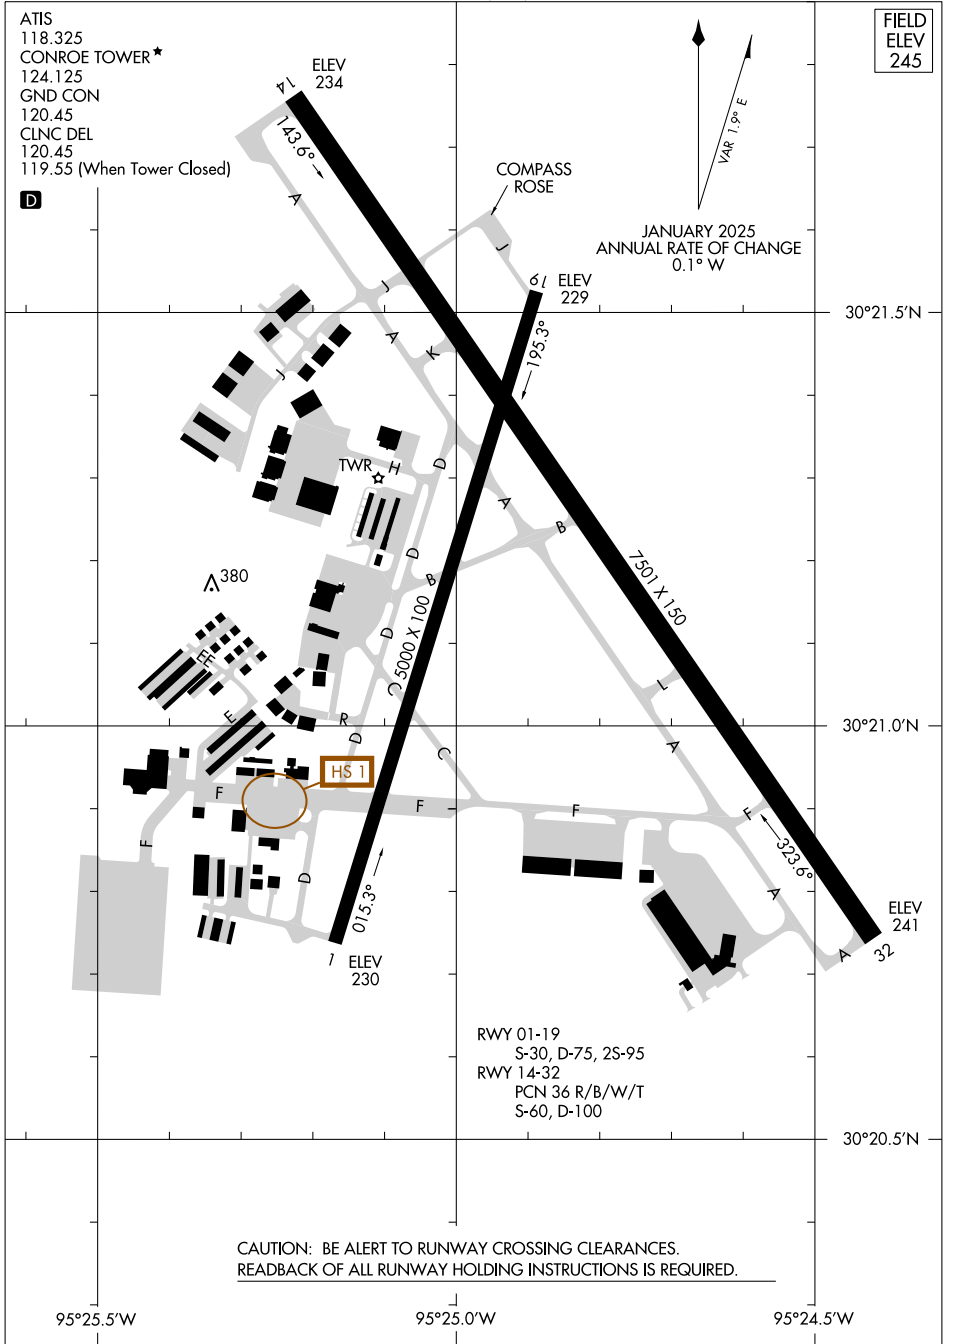 ATIS
118.325
CONROE TOWER★
124.125
GND CON
120.45
CLNC DEL
120.45
119.55 (When Tower Closed)
D
FIELD
ELEV
245
VAR 1.9° E
JANUARY 2025
ANNUAL RATE OF CHANGE
0.1° W
14
ELEV
234
143.6°
A
COMPASS
ROSE
J
J
19
ELEV
229
30°21.5'N
195.3°
A
K
J
TWR
H
D
A
B
D
B
7501 X 150
380
5000 X 100
D
EE
C
L
E
R
D
30°21.0'N
A
C
HS 1
F
F
F
F
F
323.6°
D
A
015.3°
ELEV
241
32
A
1
ELEV
230
RWY 01-19
S-30, D-75, 2S-95
RWY 14-32
PCN 36 R/B/W/T
S-60, D-100
30°20.5'N
CAUTION: BE ALERT TO RUNWAY CROSSING CLEARANCES.
READBACK OF ALL RUNWAY HOLDING INSTRUCTIONS IS REQUIRED.
95°25.5'W
95°25.0'W
95°24.5'W